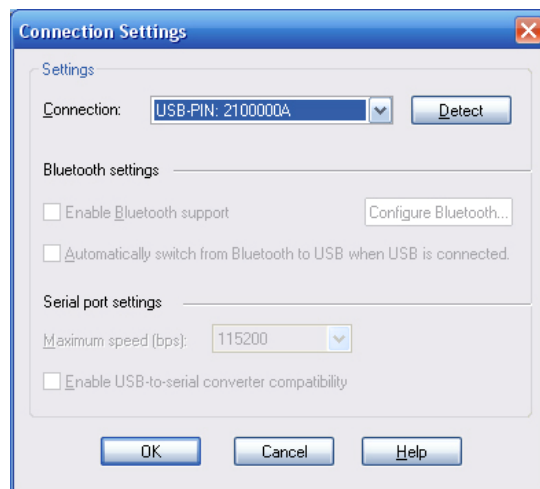 Connection Settings
Settings
Connection: USB-PIN: 2100000A Detect
Bluetooth settings
Enable Bluetooth support Configure Bluetooth...
Automatically switch from Bluetooth to USB when USB is connected.
Serial port settings
Maximum speed (bps): 115200
Enable USB-to-serial converter compatibility
OK Cancel Help